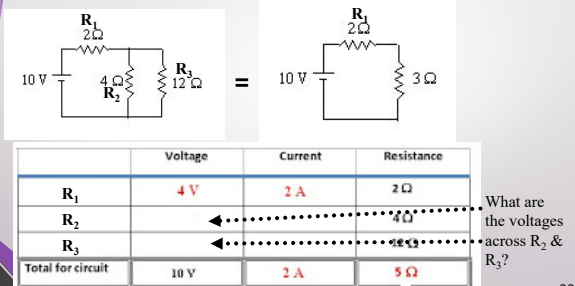 R₁
2Ω
10 V
4 Ω
R₂
R₃
12 Ω
=
R₁
2Ω
10 V
3 Ω
Voltage Current Resistance
R₁ 4 V 2 A 2 Ω
R₂ 4 Ω
R₃ 12 Ω
Total for circuit 10 V 2 A 5 Ω
What are
the voltages
across R₂ &
R₃?